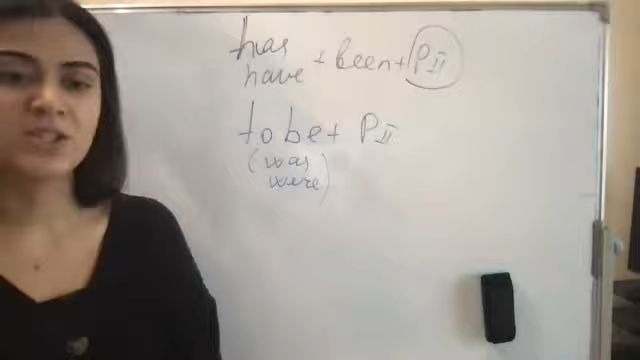 has
have + been + PII
to be + PII
(was
were)